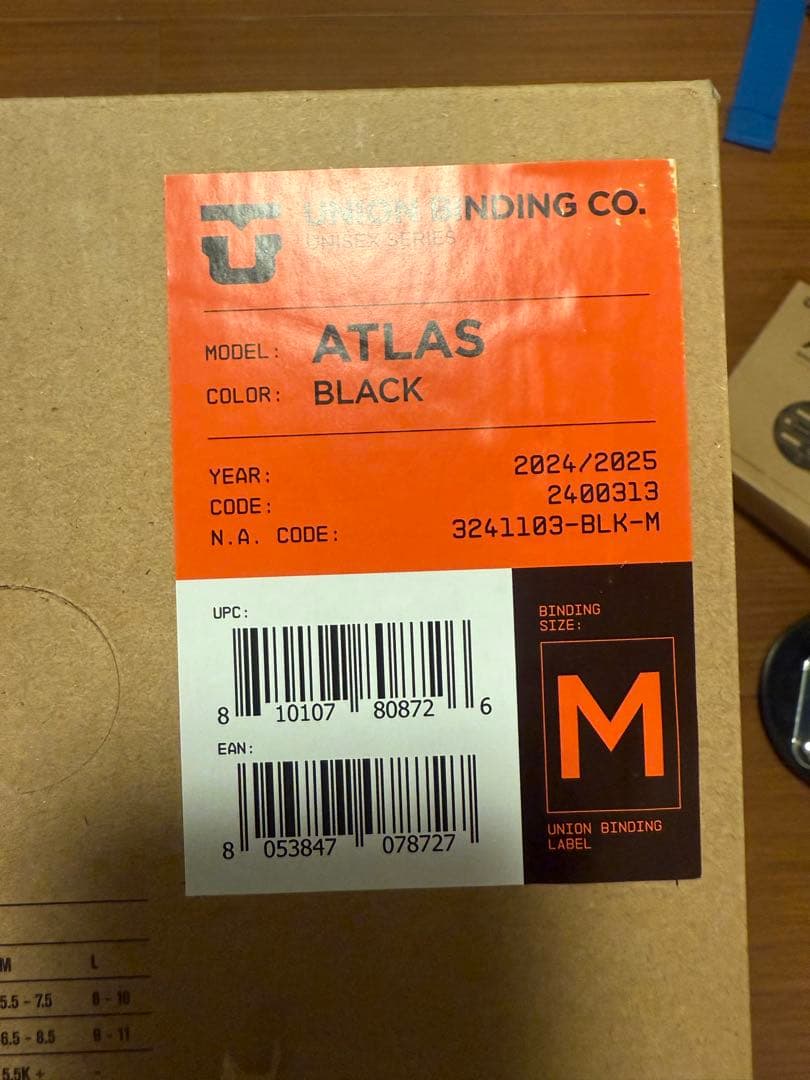 UNION BINDING CO.
UNISEX SERIES
MODEL: ATLAS
COLOR: BLACK
YEAR: 2024/2025
CODE: 2400313
N.A. CODE: 3241103-BLK-M
UPC:
8 10107 80872 6
EAN:
8 053847 078727
BINDING
SIZE:
M
UNION BINDING
LABEL
M L
5.5 - 7.5 8 - 10
6.5 - 8.5 9 - 11
5.5K + -